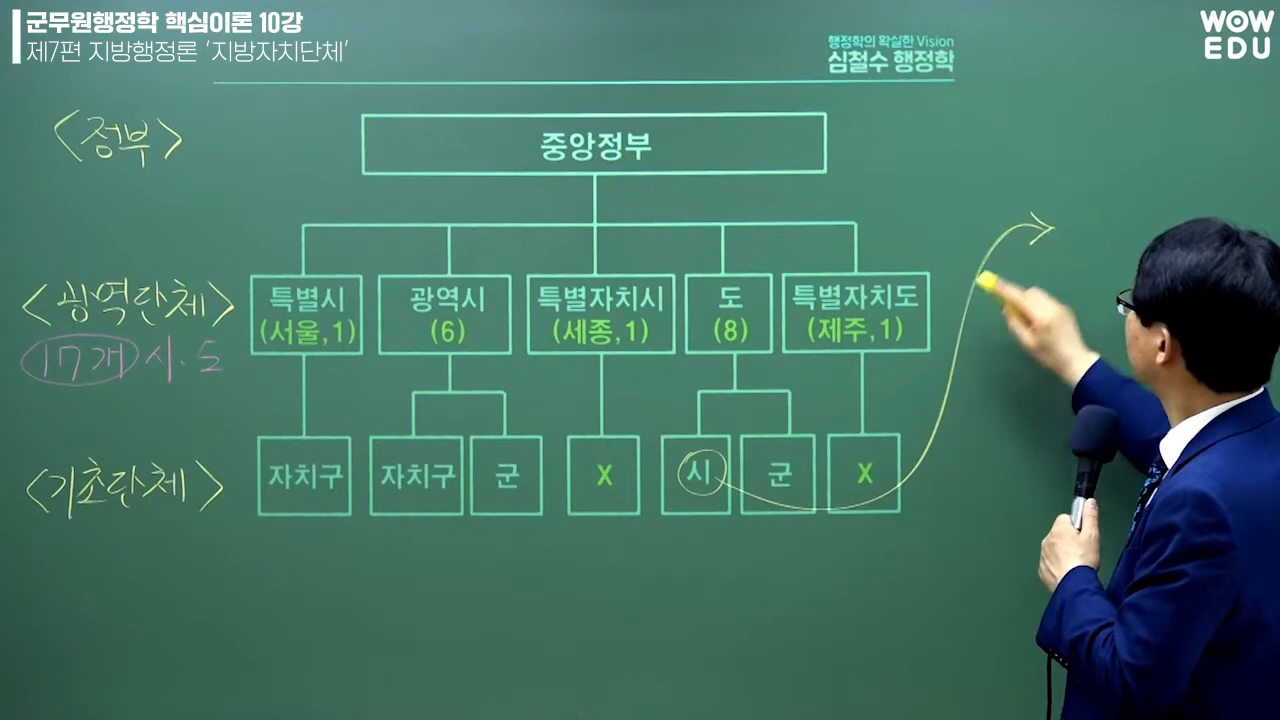 군무원행정학 핵심이론 10강
제7편 지방행정론 '지방자치단체'
WOW
EDU
행정학의 확실한 Vision
심철수 행정학
<정부>
중앙정부
<광역단체>
17개 시·도
특별시
(서울,1)
광역시
(6)
특별자치시
(세종,1)
도
(8)
특별자치도
(제주,1)
<기초단체>
자치구
자치구
군
X
시
군
X